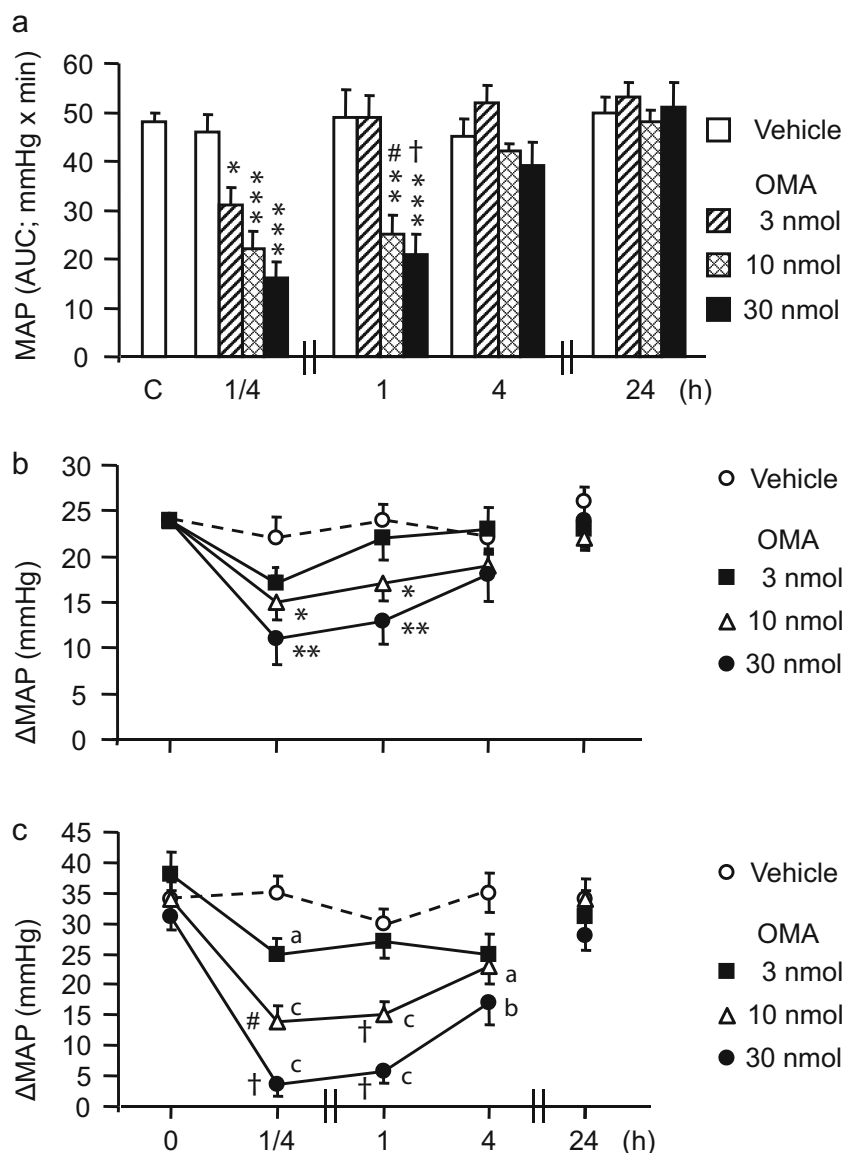 a
MAP (AUC; mmHg x min)
60
50
40
30
20
10
0
*
***
***
#
**
†
***
C 1/4 1 4 24 (h)
Vehicle
OMA
3 nmol
10 nmol
30 nmol
b
ΔMAP (mmHg)
30
25
20
15
10
5
0
*
**
*
**
Vehicle
OMA
3 nmol
10 nmol
30 nmol
c
ΔMAP (mmHg)
45
40
35
30
25
20
15
10
5
0
a
# c
† c
† c
† c
a
b
0 1/4 1 4 24 (h)
Vehicle
OMA
3 nmol
10 nmol
30 nmol